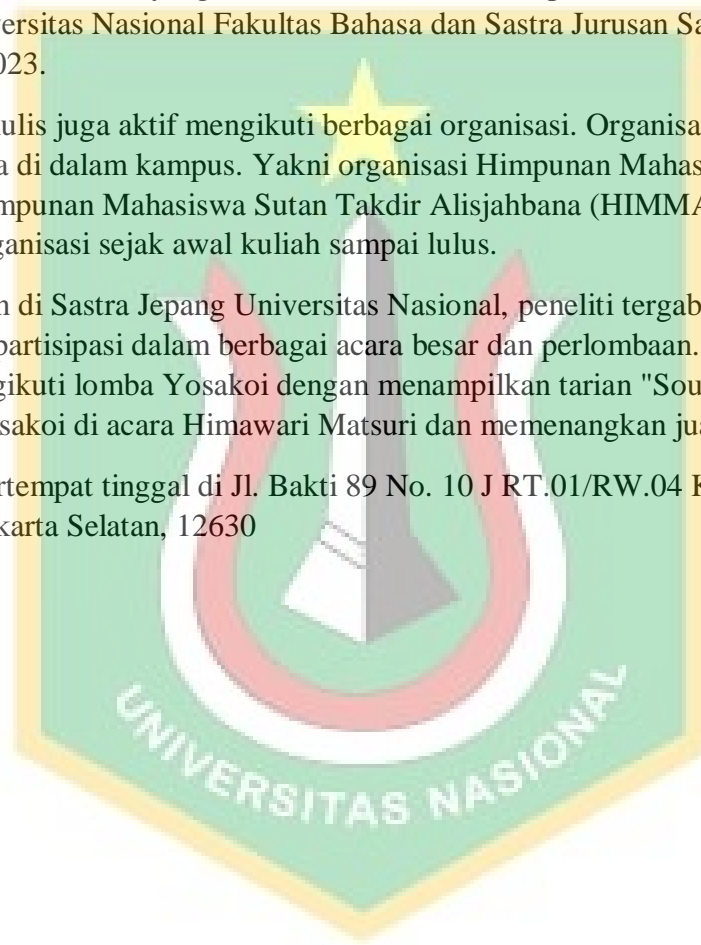 versitas Nasional Fakultas Bahasa dan Sastra Jurusan Sa
023.
ulis juga aktif mengikuti berbagai organisasi. Organisa
a di dalam kampus. Yakni organisasi Himpunan Mahas
mpunan Mahasiswa Sutan Takdir Alisjahbana (HIMMA
ganisasi sejak awal kuliah sampai lulus.
n di Sastra Jepang Universitas Nasional, peneliti tergab
partisipasi dalam berbagai acara besar dan perlombaan.
gikuti lomba Yosakoi dengan menampilkan tarian "Sou
sakoi di acara Himawari Matsuri dan memenangkan jua
rtempat tinggal di Jl. Bakti 89 No. 10 J RT.01/RW.04 K
karta Selatan, 12630
UNIVERSITAS NASIONAL